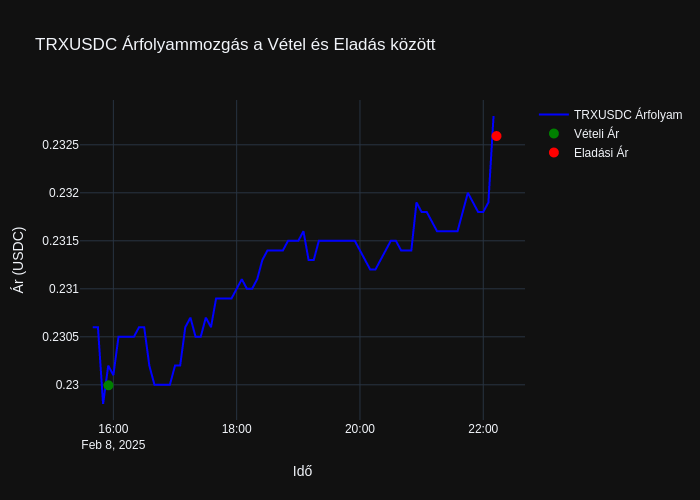 TRXUSDC Árfolyammozgás a Vétel és Eladás között
TRXUSDC Árfolyam
Vételi Ár
Eladási Ár
Ár (USDC)
0.2325
0.232
0.2315
0.231
0.2305
0.23
16:00
18:00
20:00
22:00
Feb 8, 2025
Idő